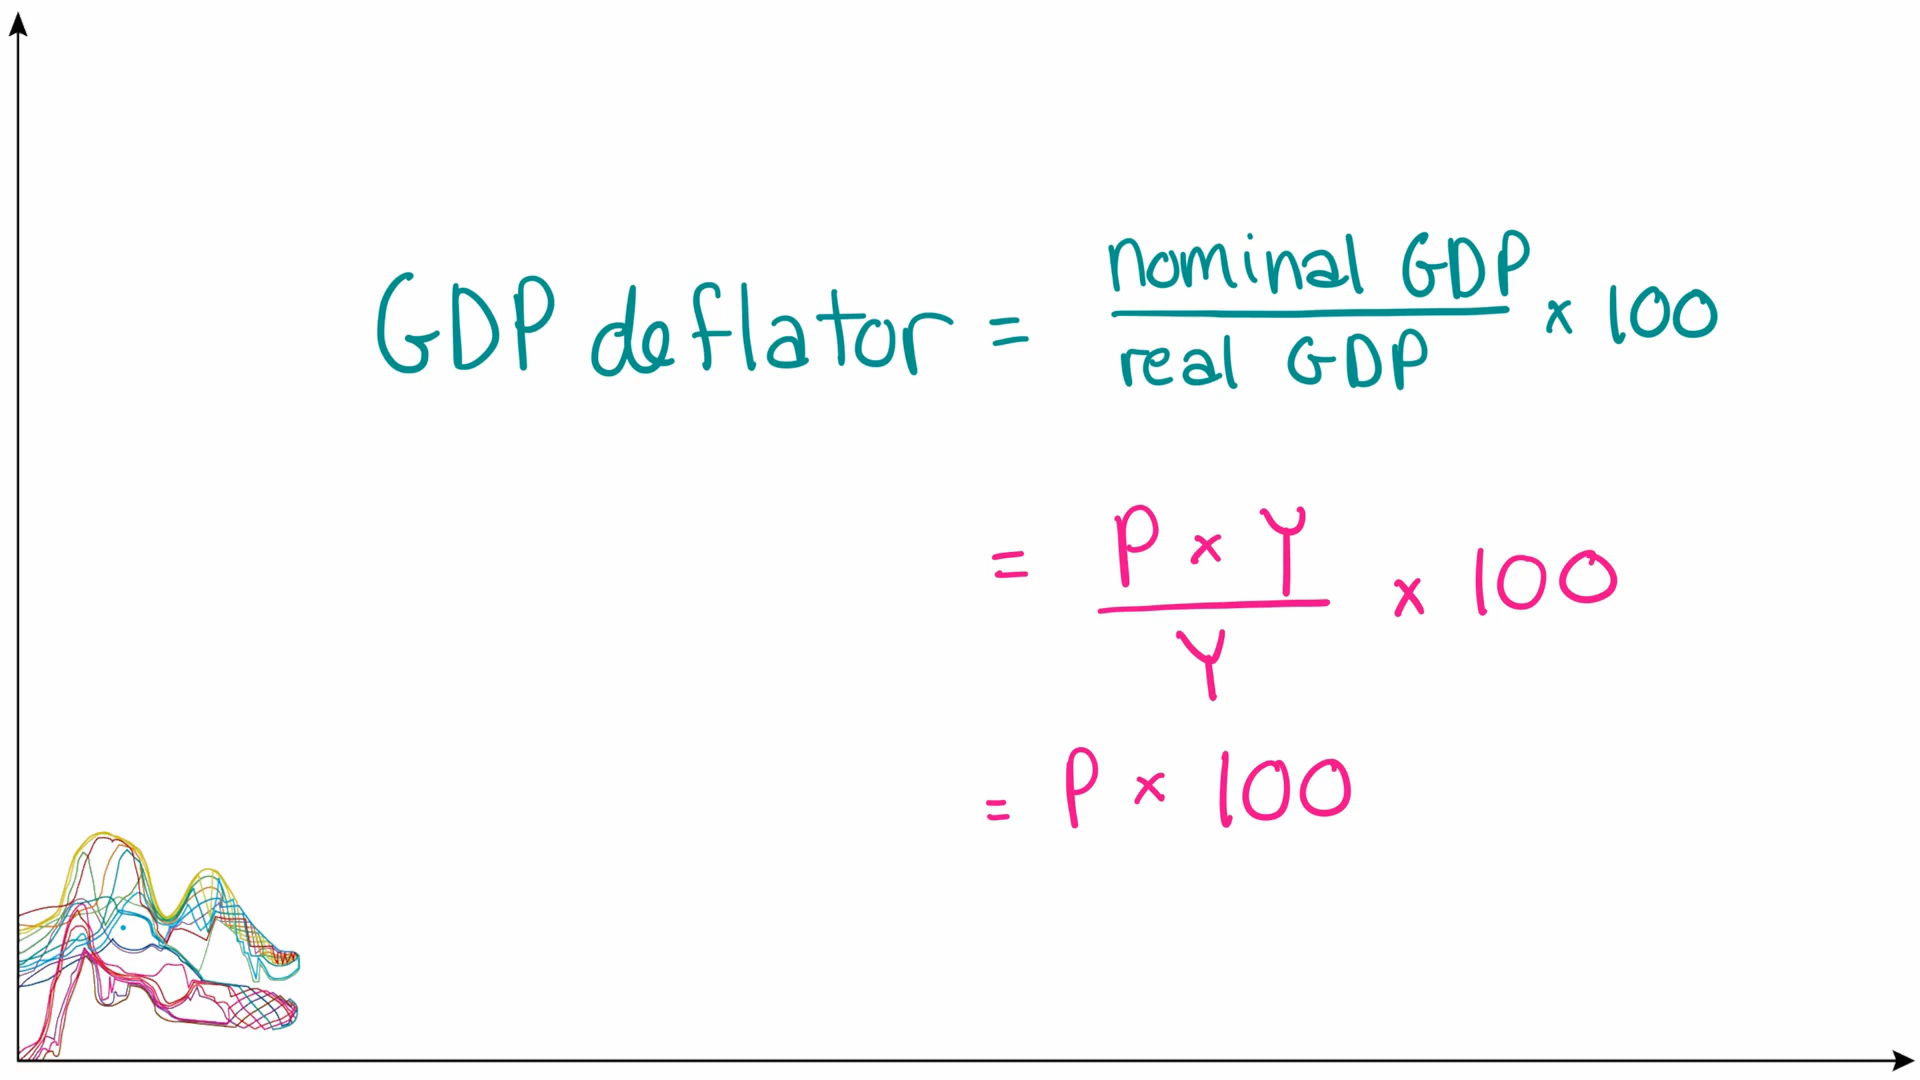 GDP deflator = nominal GDP / real GDP × 100
= P × Y / Y × 100
= P × 100